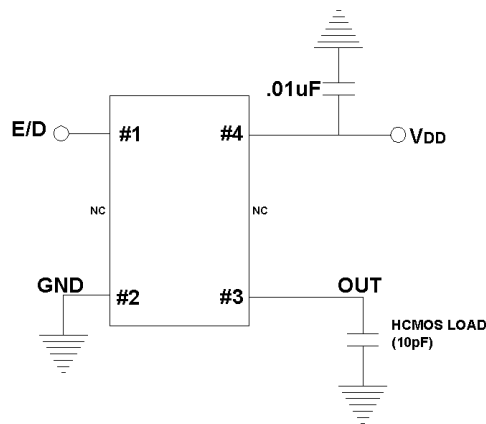 .01uF
E/D
#1
#4
VDD
NC
NC
GND
#2
#3
OUT
HCMOS LOAD
(10pF)